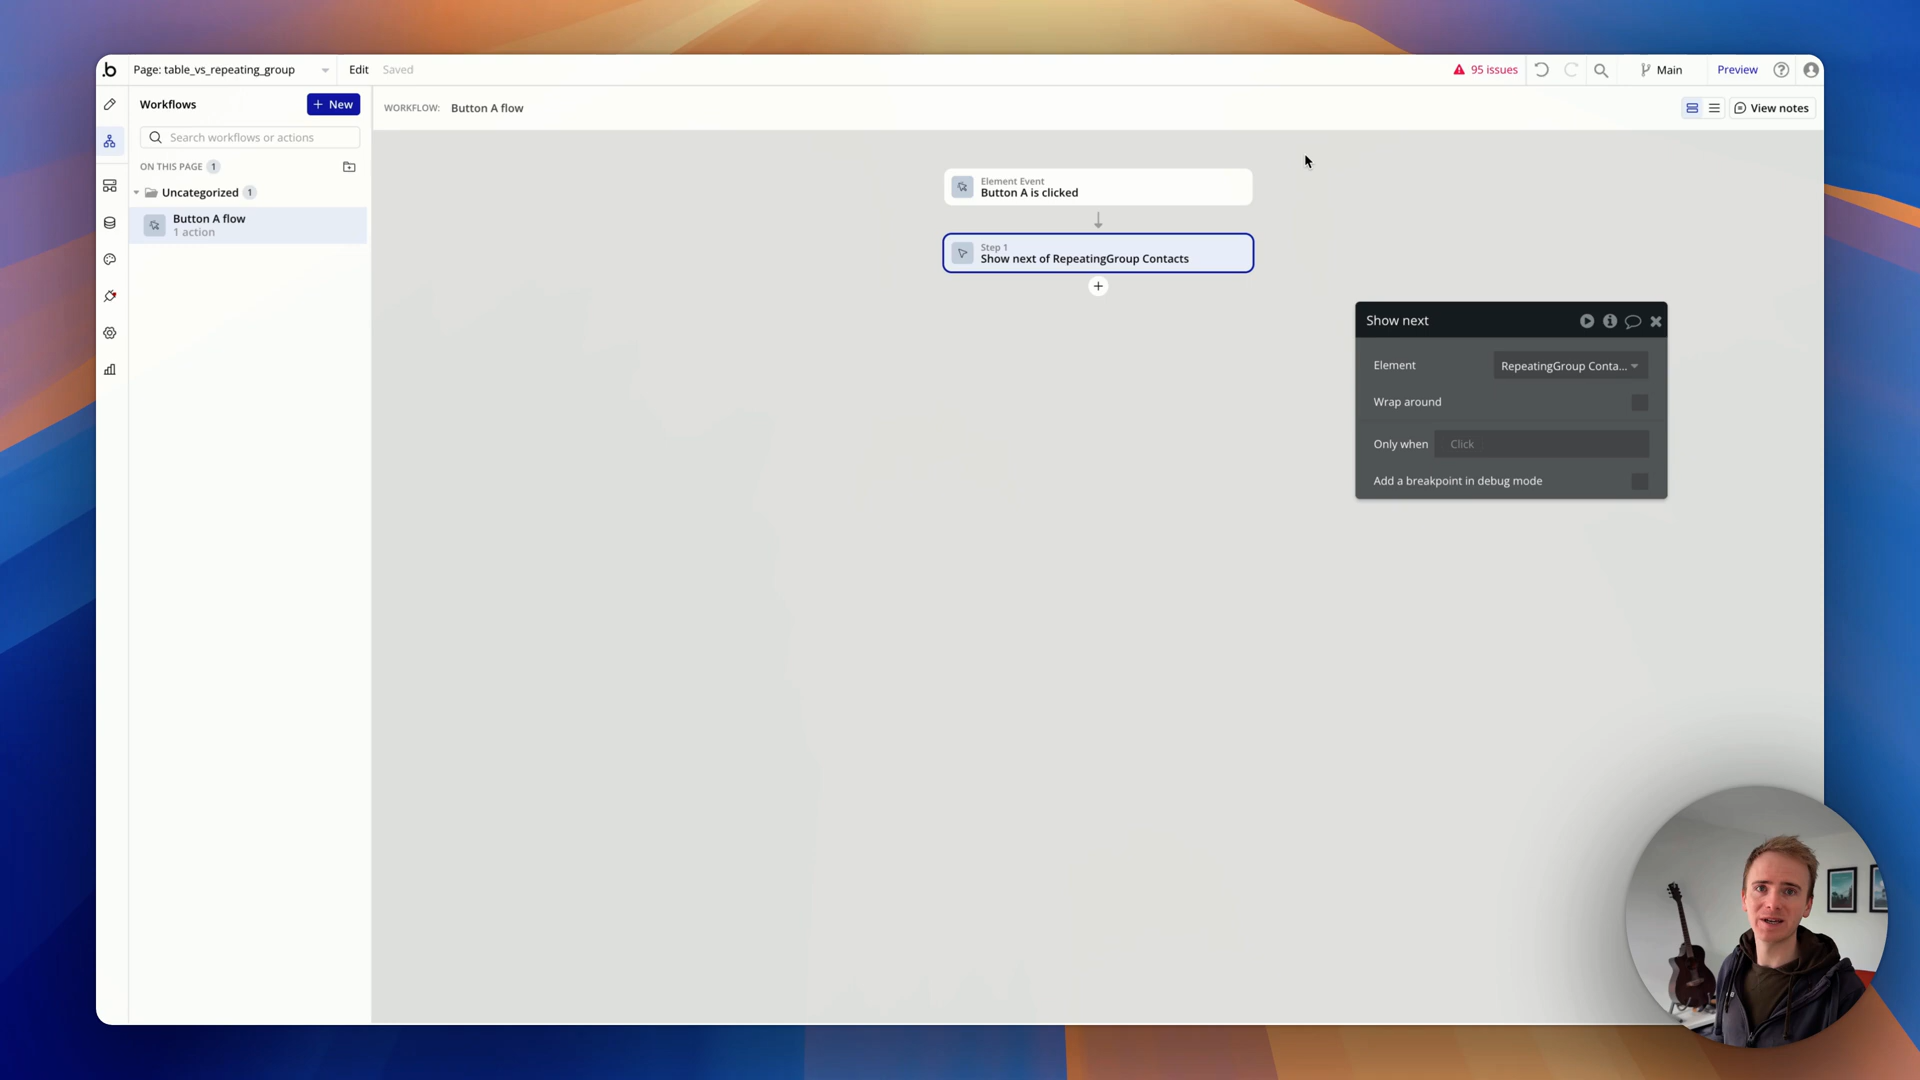 .b
Page: table_vs_repeating_group
Edit
Saved
95 issues
Main
Preview
Workflows
+ New
WORKFLOW:
Button A flow
View notes
Search workflows or actions
ON THIS PAGE 1
Uncategorized 1
Button A flow
1 action
Element Event
Button A is clicked
Step 1
Show next of RepeatingGroup Contacts
Show next
Element
RepeatingGroup Conta...
Wrap around
Only when
Click
Add a breakpoint in debug mode